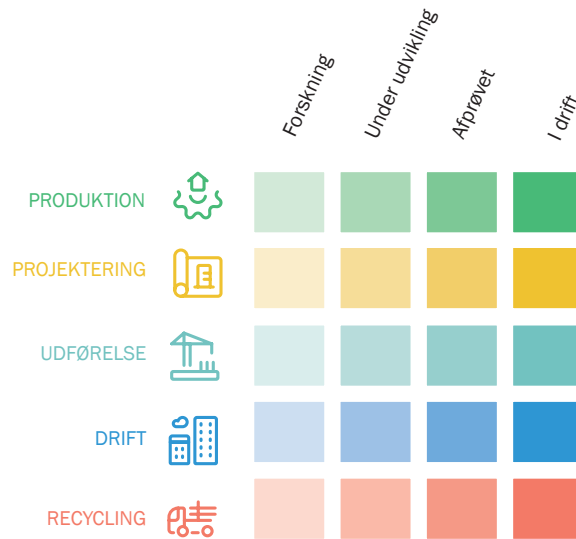 Forskning
Under udvikling
Afprøvet
I drift
PRODUKTION
PROJEKTERING
UDFØRELSE
DRIFT
RECYCLING